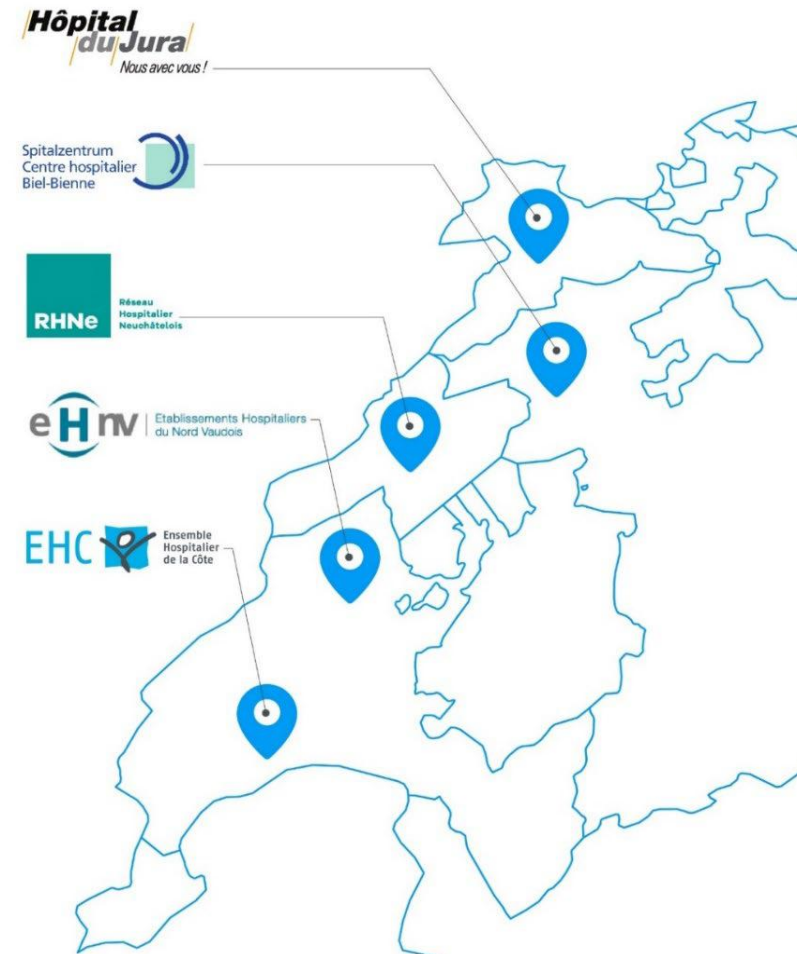 Hôpital
du Jura
Nous avec vous !
Spitalzentrum
Centre hospitalier
Biel-Bienne
RHNe
Réseau
Hospitalier
Neuchâtelois
eHnv
Etablissements Hospitaliers
du Nord Vaudois
EHC
Ensemble
Hospitalier
de la Côte